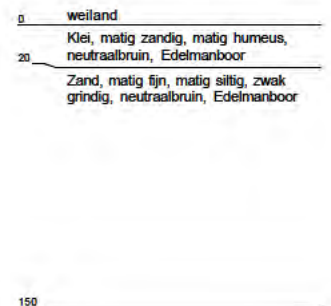 0 weiland
Klei, matig zandig, matig humeus,
20 neutraalbruin, Edelmanboor
Zand, matig fijn, matig siltig, zwak
grindig, neutraalbruin, Edelmanboor
150